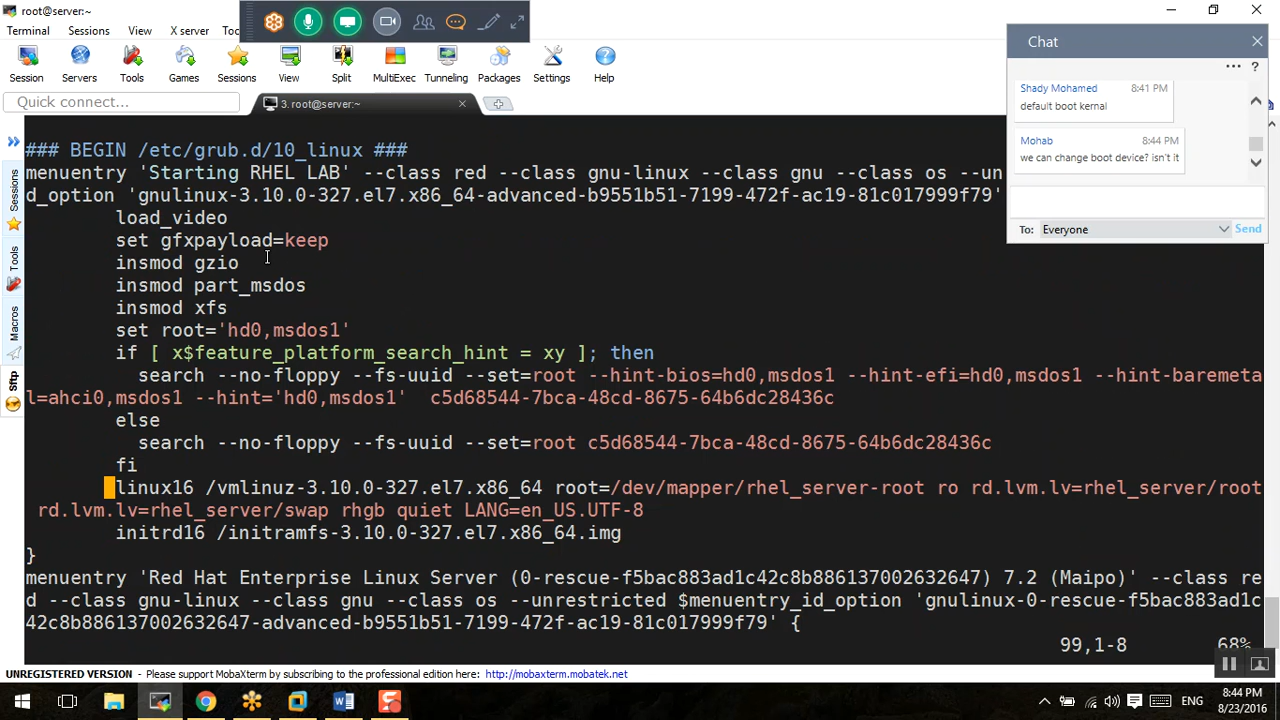 root@server:~
Terminal Sessions View X server Too
Session Servers Tools Games Sessions View Split MultiExec Tunneling Packages Settings Help
Quick connect...
3. root@server:~
Sessions
Tools
Macros
Sftp
### BEGIN /etc/grub.d/10_linux ###
menuentry 'Starting RHEL LAB' --class red --class gnu-linux --class gnu --class os --un
d_option 'gnulinux-3.10.0-327.el7.x86_64-advanced-b9551b51-7199-472f-ac19-81c017999f79'
load_video
set gfxpayload=keep
insmod gzio
insmod part_msdos
insmod xfs
set root='hd0,msdos1'
if [ x$feature_platform_search_hint = xy ]; then
search --no-floppy --fs-uuid --set=root --hint-bios=hd0,msdos1 --hint-efi=hd0,msdos1 --hint-baremeta
l=ahci0,msdos1 --hint='hd0,msdos1' c5d68544-7bca-48cd-8675-64b6dc28436c
else
search --no-floppy --fs-uuid --set=root c5d68544-7bca-48cd-8675-64b6dc28436c
fi
linux16 /vmlinuz-3.10.0-327.el7.x86_64 root=/dev/mapper/rhel_server-root ro rd.lvm.lv=rhel_server/root
rd.lvm.lv=rhel_server/swap rhgb quiet LANG=en_US.UTF-8
initrd16 /initramfs-3.10.0-327.el7.x86_64.img
}
menuentry 'Red Hat Enterprise Linux Server (0-rescue-f5bac883ad1c42c8b886137002632647) 7.2 (Maipo)' --class re
d --class gnu-linux --class gnu --class os --unrestricted $menuentry_id_option 'gnulinux-0-rescue-f5bac883ad1c
42c8b886137002632647-advanced-b9551b51-7199-472f-ac19-81c017999f79' {
99,1-8 68%
Chat
Shady Mohamed 8:41 PM
default boot kernal
Mohab 8:44 PM
we can change boot device? isn't it
To: Everyone Send
UNREGISTERED VERSION - Please support MobaXterm by subscribing to the professional edition here: http://mobaxterm.mobatek.net
ENG
8:44 PM
8/23/2016